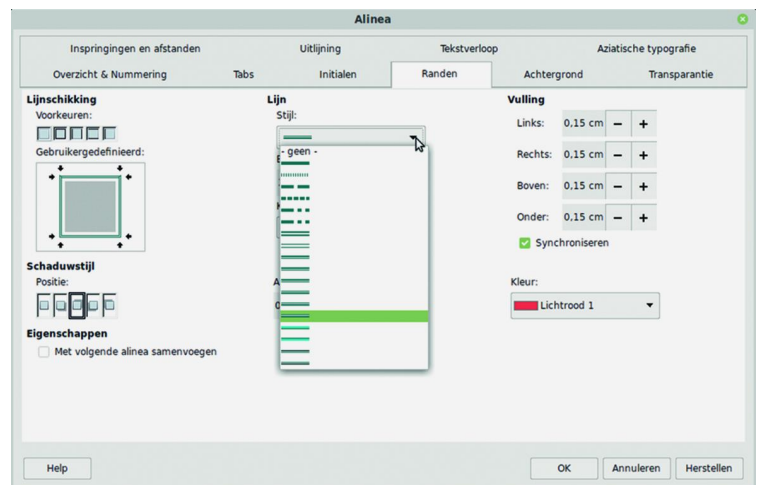 Alinea
Inspringingen en afstanden Uitlijning Tekstverloop Aziatische typografie
Overzicht & Nummering Tabs Initialen Randen Achtergrond Transparantie
Lijnschikking Lijn Vulling
Voorkeuren: Stijl: Links: 0,15 cm − +
Gebruikergedefinieerd: - geen - Rechts: 0,15 cm − +
Boven: 0,15 cm − +
Onder: 0,15 cm − +
Synchroniseren
Schaduwstijl
Positie: Kleur:
Lichtrood 1
Eigenschappen
Met volgende alinea samenvoegen
Help OK Annuleren Herstellen